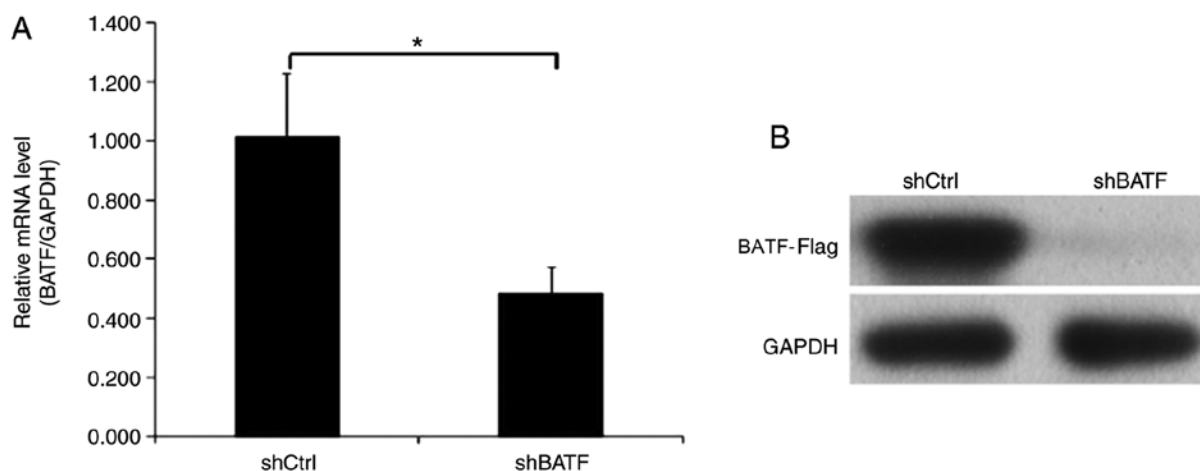 A
Relative mRNA level
(BATF/GAPDH)
1.400
1.200
1.000
0.800
0.600
0.400
0.200
0.000
*
shCtrl
shBATF
B
shCtrl
shBATF
BATF-Flag
GAPDH